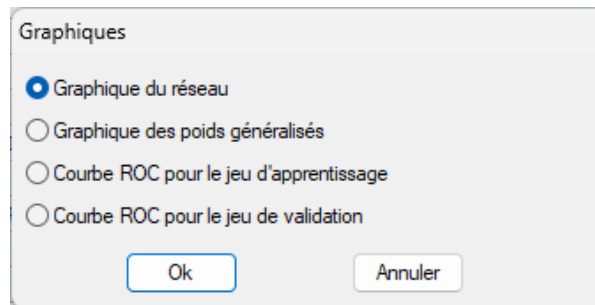 Graphiques
Graphique du réseau
Graphique des poids généralisés
Courbe ROC pour le jeu d'apprentissage
Courbe ROC pour le jeu de validation
Ok
Annuler